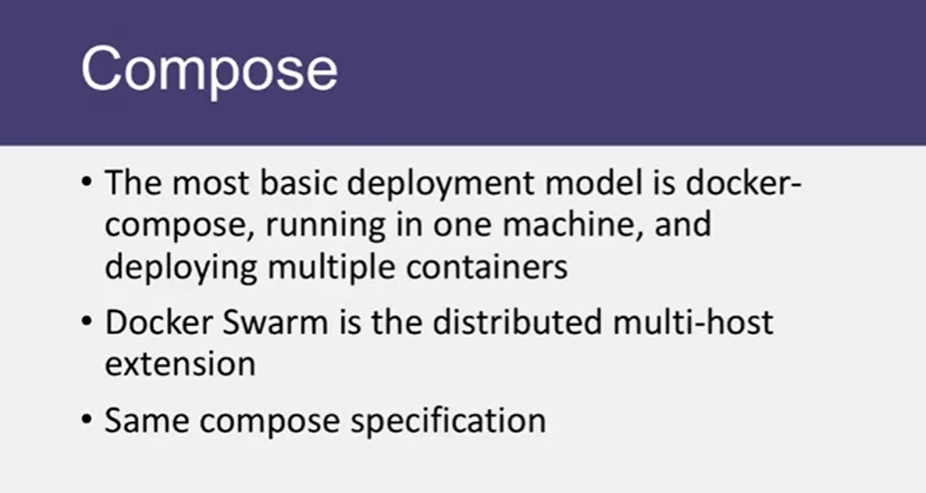 Compose
• The most basic deployment model is docker-
compose, running in one machine, and
deploying multiple containers
• Docker Swarm is the distributed multi-host
extension
• Same compose specification